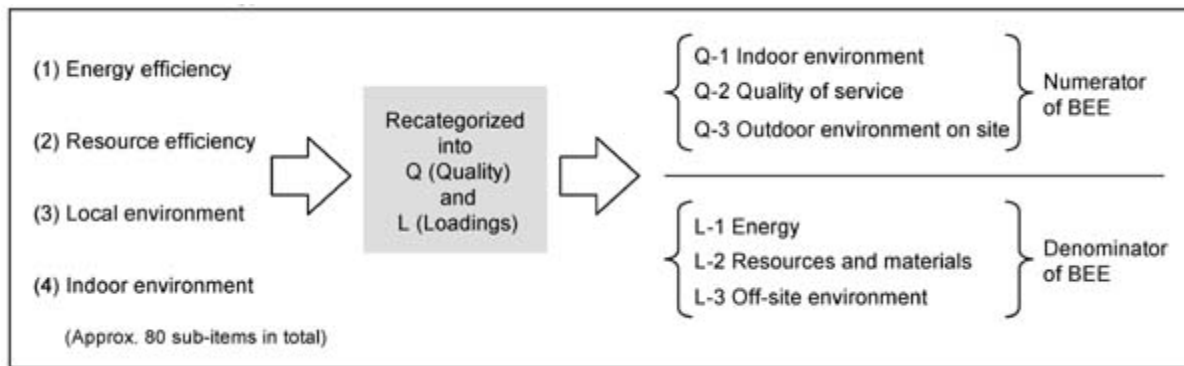 (1) Energy efficiency
(2) Resource efficiency
(3) Local environment
(4) Indoor environment
(Approx. 80 sub-items in total)
Recategorized
into
Q (Quality)
and
L (Loadings)
Q-1 Indoor environment
Q-2 Quality of service
Q-3 Outdoor environment on site
Numerator
of BEE
L-1 Energy
L-2 Resources and materials
L-3 Off-site environment
Denominator
of BEE